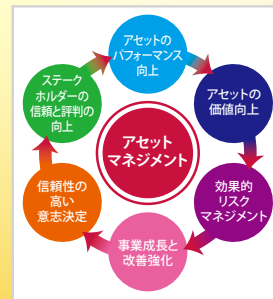 アセットの
パフォーマンス
向上
アセットの
価値向上
効果的
リスク
マネジメント
事業成長と
改善強化
信頼性の
高い
意志決定
ステーク
ホルダーの
信頼と評判の
向上
アセット
マネジメント